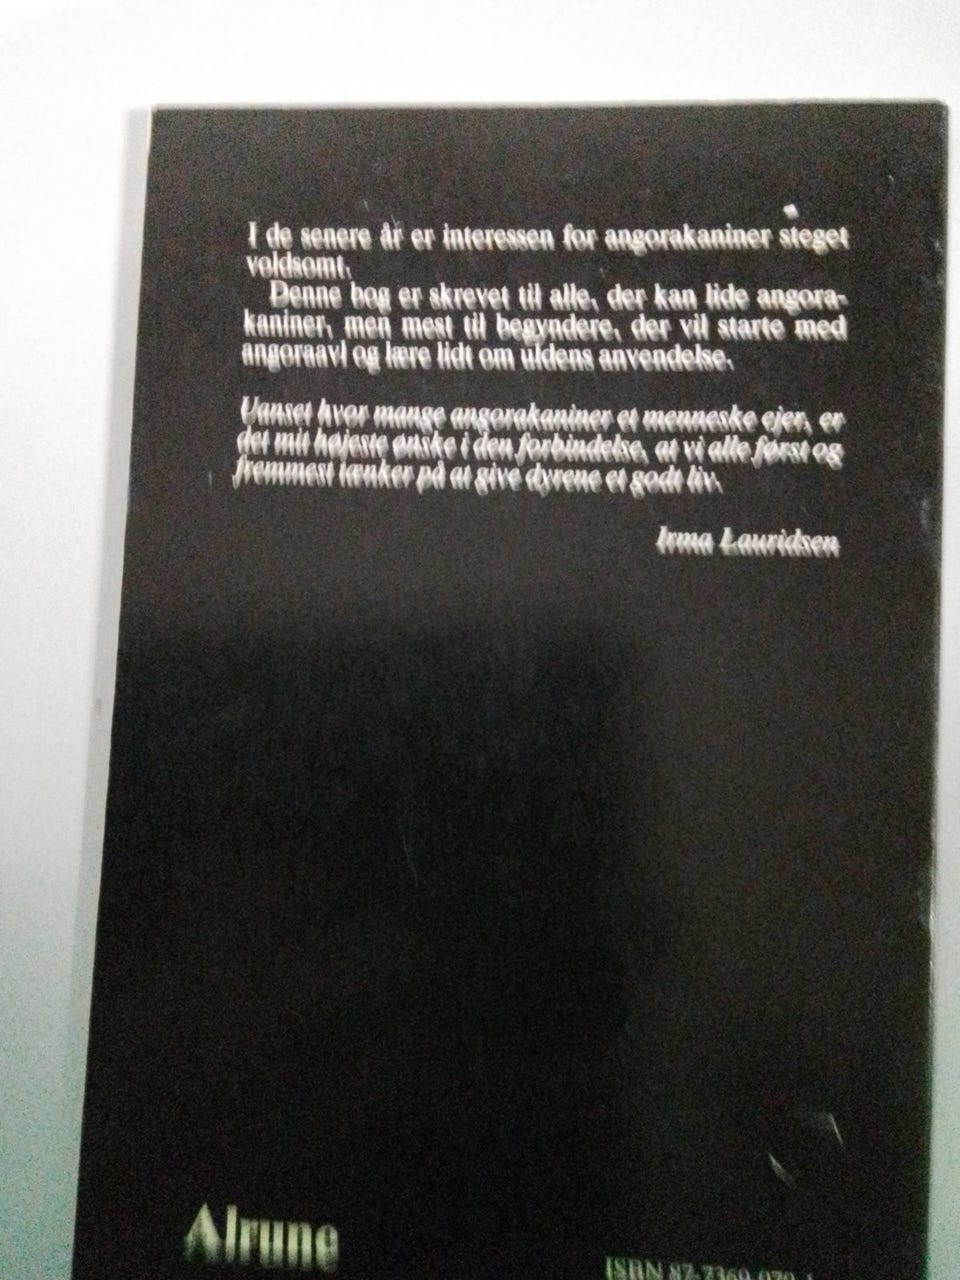 I de senere år er interessen for angorakaniner steget
voldsomt.
Denne bog er skrevet til alle, der kan lide angora-
kaniner, men mest til begyndere, der vil starte med
angoraavl og lære lidt om uldens anvendelse.
Uanset hvor mange angorakaniner et menneske ejer, er
det mit højeste ønske i den forbindelse, at vi alle først og
fremmest tænker på at give dyrene et godt liv.
Irma Lauridsen
Alrune
ISBN